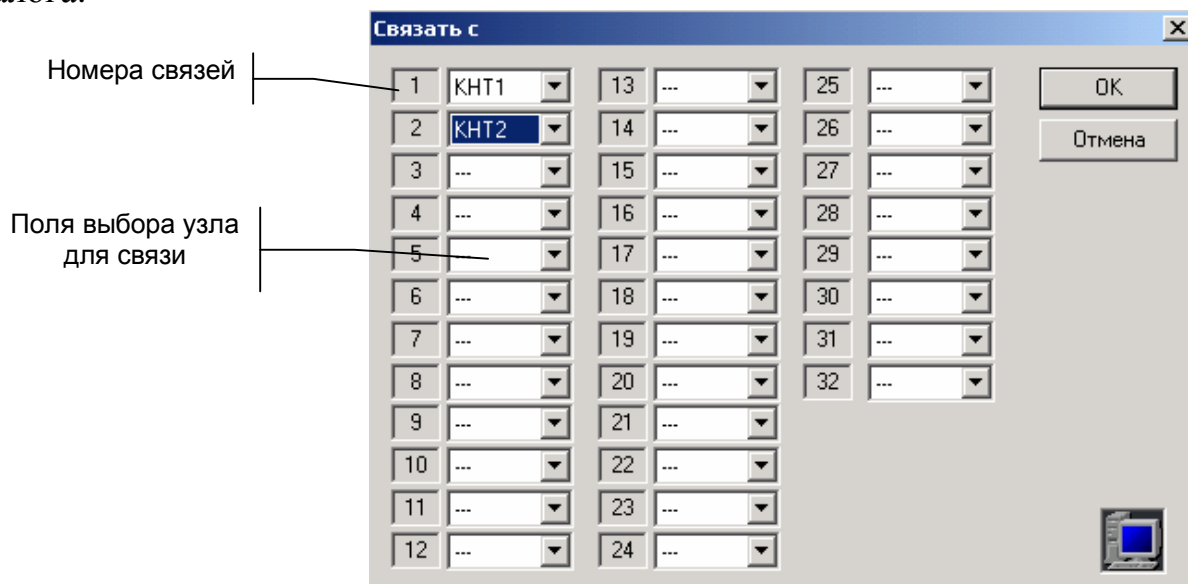 Связать с
Номера связей
Поля выбора узла
для связи
1 КНТ1 13 --- 25 --- OK
2 КНТ2 14 --- 26 --- Отмена
3 --- 15 --- 27 ---
4 --- 16 --- 28 ---
5 --- 17 --- 29 ---
6 --- 18 --- 30 ---
7 --- 19 --- 31 ---
8 --- 20 --- 32 ---
9 --- 21 ---
10 --- 22 ---
11 --- 23 ---
12 --- 24 ---